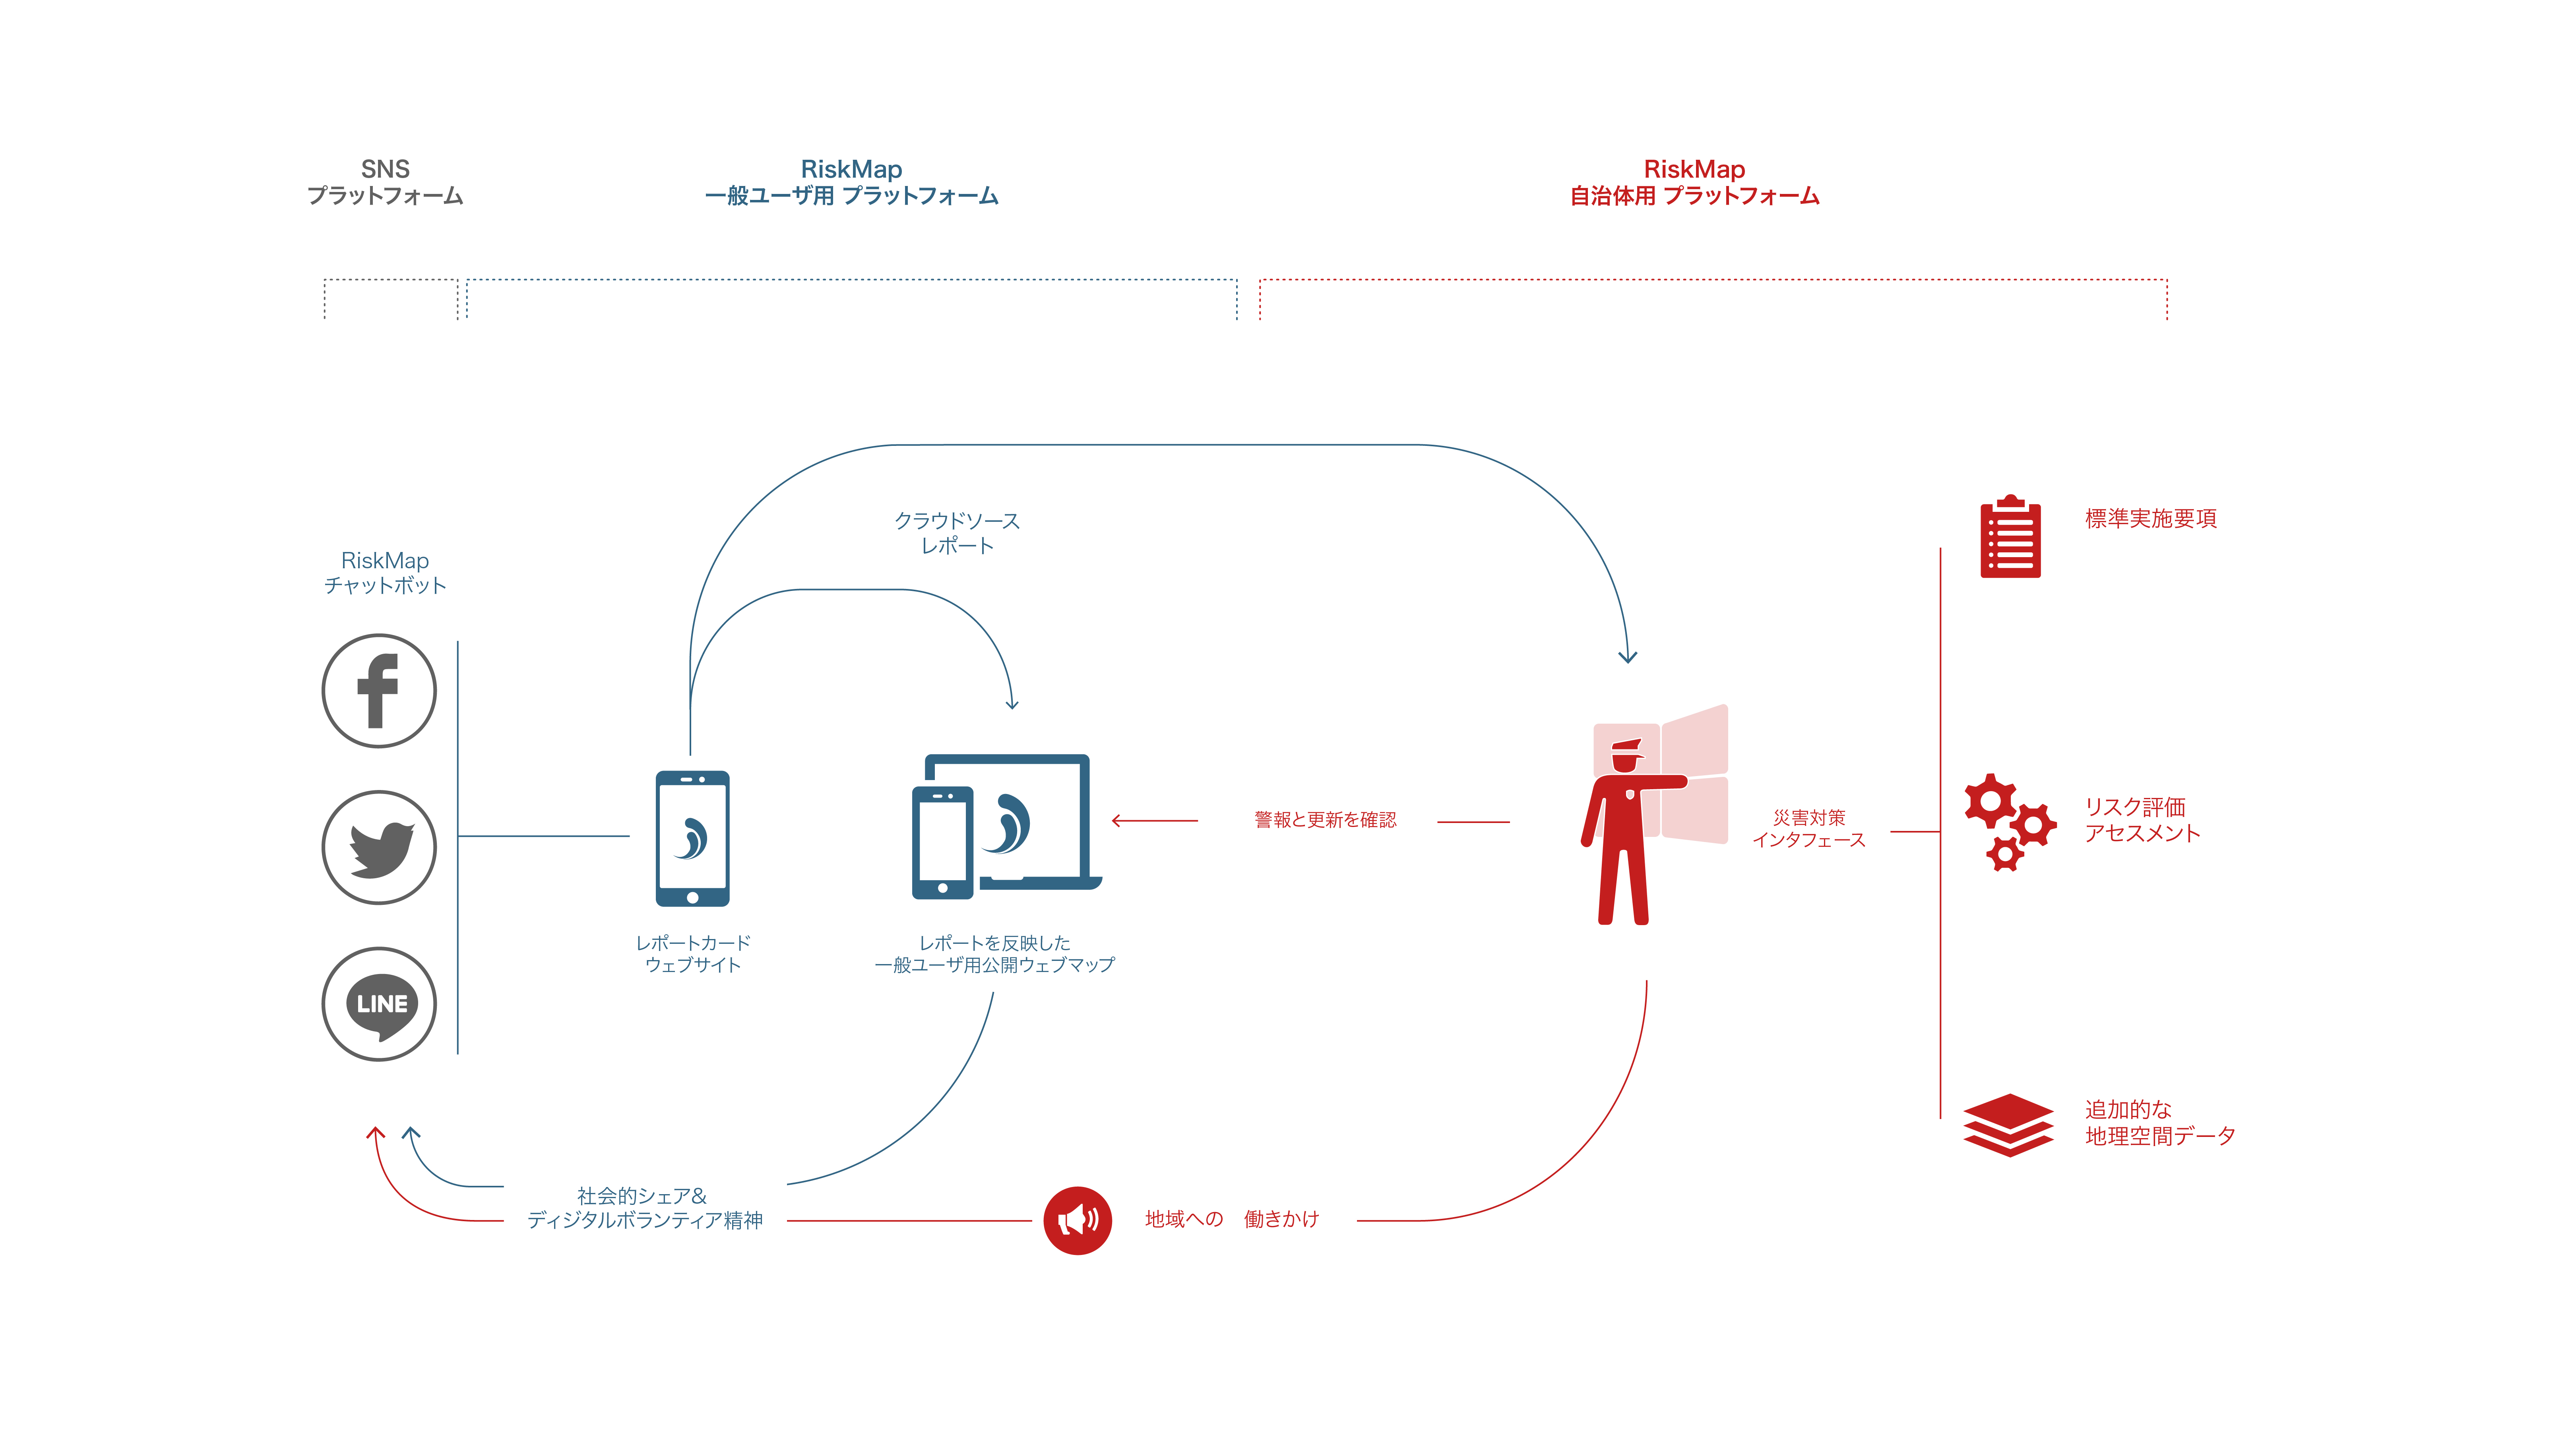 SNS
プラットフォーム
RiskMap
一般ユーザ用 プラットフォーム
RiskMap
自治体用 プラットフォーム
クラウドソース
レポート
RiskMap
チャットボット
LINE
レポートカード
ウェブサイト
レポートを反映した
一般ユーザ用公開ウェブマップ
警報と更新を確認
災害対策
インタフェース
標準実施要項
リスク評価
アセスメント
追加的な
地理空間データ
社会的シェア&
ディジタルボランティア精神
地域への　働きかけ